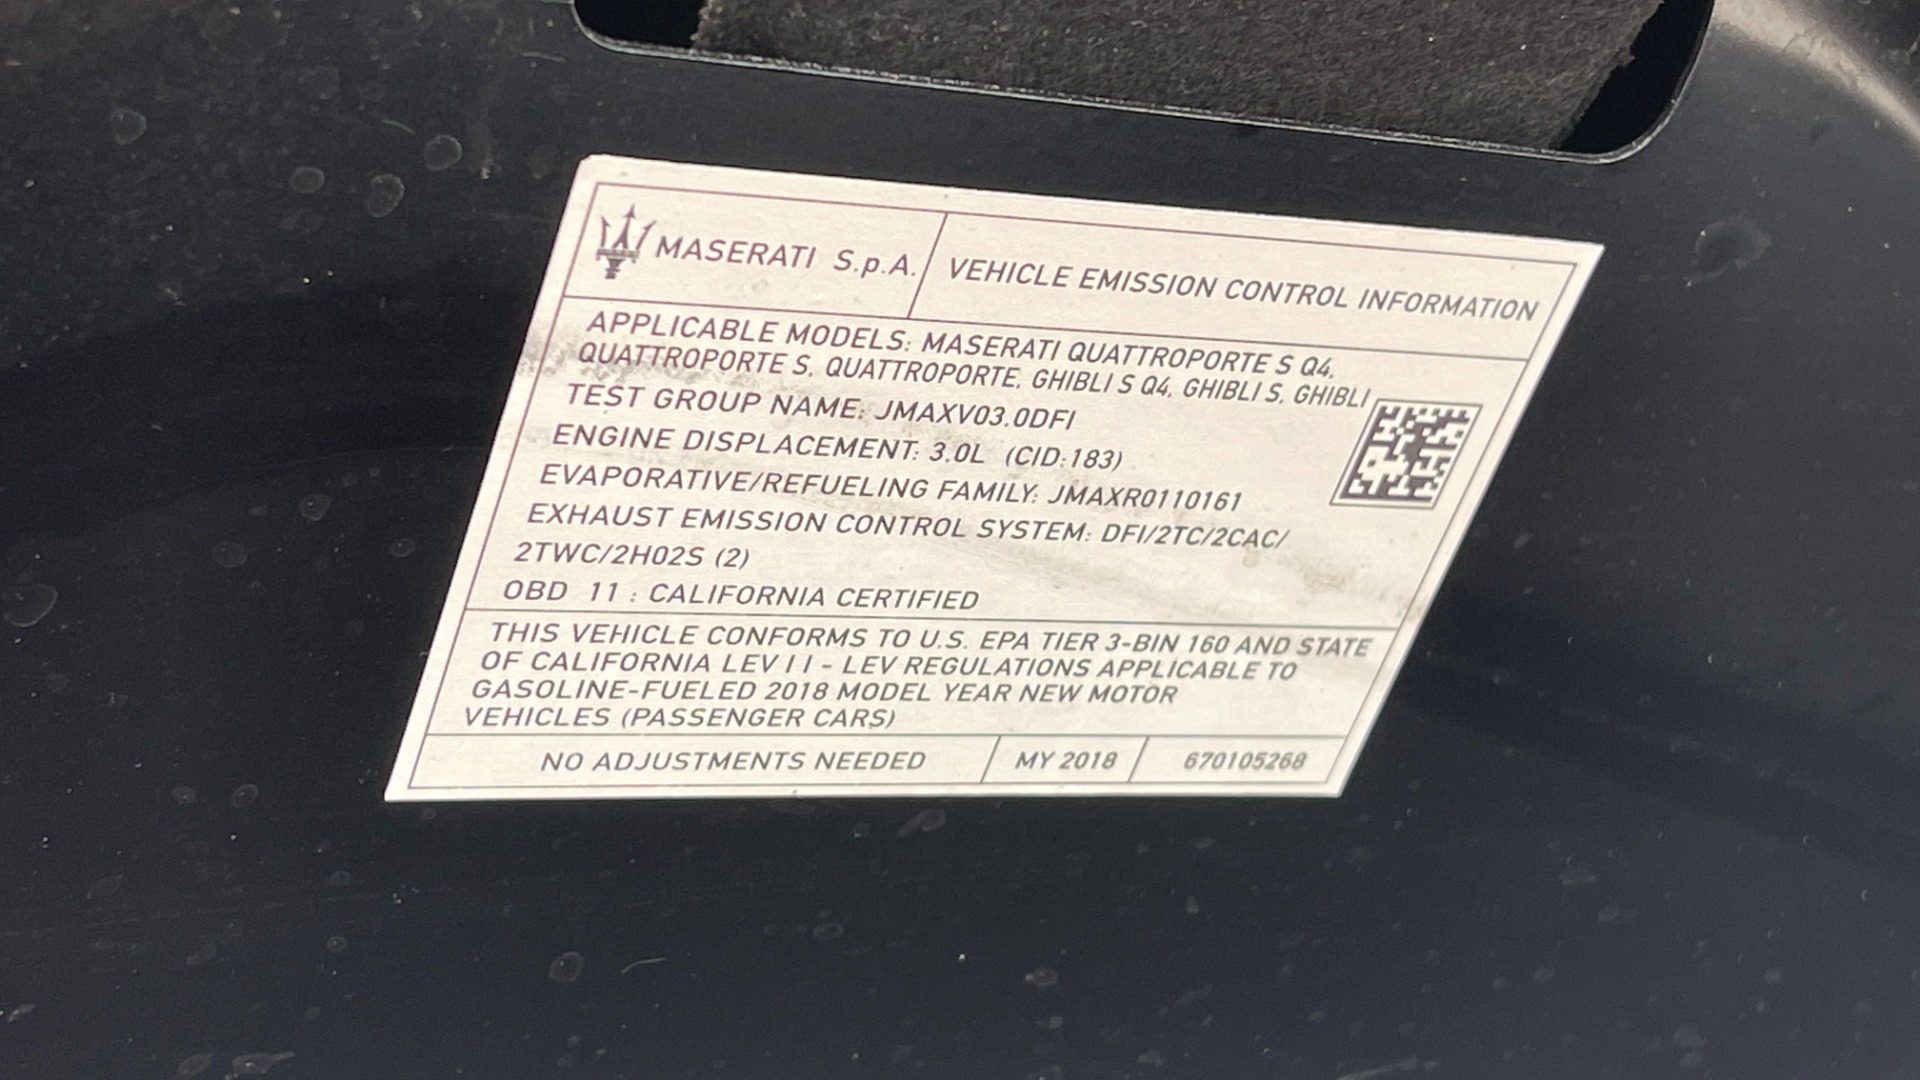 MASERATI S.p.A.
VEHICLE EMISSION CONTROL INFORMATION
APPLICABLE MODELS: MASERATI QUATTROPORTE S Q4,
QUATTROPORTE S, QUATTROPORTE, GHIBLI S Q4, GHIBLI S, GHIBLI
TEST GROUP NAME: JMAXV03.0DFI
ENGINE DISPLACEMENT: 3.0L (CID:183)
EVAPORATIVE/REFUELING FAMILY: JMAXR0110161
EXHAUST EMISSION CONTROL SYSTEM: DFI/2TC/2CAC/
2TWC/2HO2S (2)
OBD 11 : CALIFORNIA CERTIFIED
THIS VEHICLE CONFORMS TO U.S. EPA TIER 3-BIN 160 AND STATE
OF CALIFORNIA LEV I I I - LEV REGULATIONS APPLICABLE TO
GASOLINE-FUELED 2018 MODEL YEAR NEW MOTOR
VEHICLES (PASSENGER CARS)
NO ADJUSTMENTS NEEDED
MY 2018
670105268